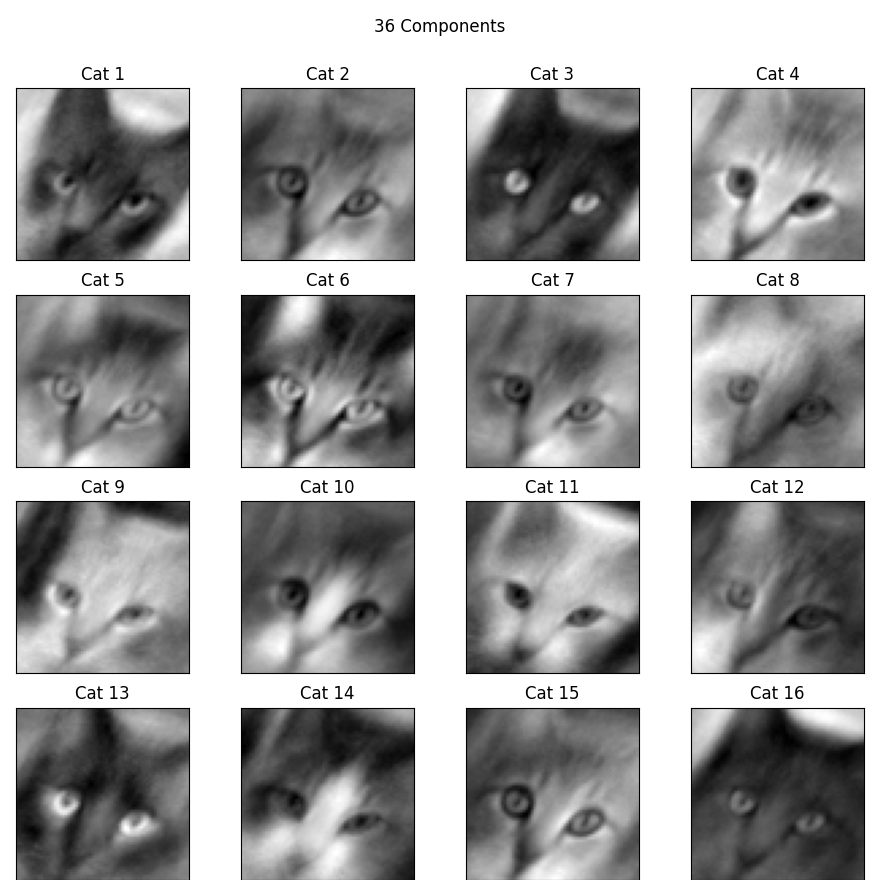 36 Components
Cat 1 Cat 2 Cat 3 Cat 4
Cat 5 Cat 6 Cat 7 Cat 8
Cat 9 Cat 10 Cat 11 Cat 12
Cat 13 Cat 14 Cat 15 Cat 16